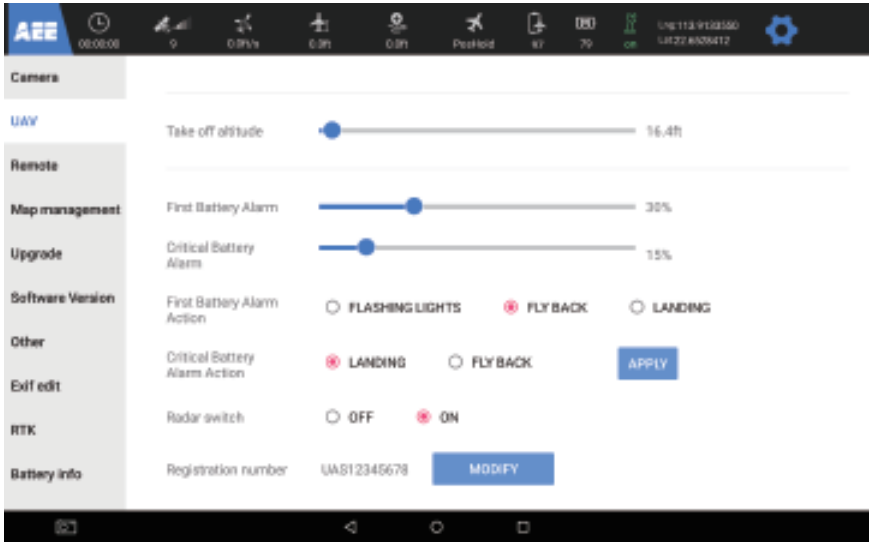 AEE
00:00:00
9
0.0ft/s
0.0ft
0.0ft
PosHold
97
79
on
Camera
UAV
Take off altitude
16.4ft
Remote
Map management
First Battery Alarm
30%
Upgrade
Critical Battery
Alarm
15%
Software Version
First Battery Alarm
Action
FLASHING LIGHTS
FLY BACK
LANDING
Other
Critical Battery
Alarm Action
LANDING
FLY BACK
APPLY
Exif edit
Radar switch
OFF
ON
RTK
Battery info
Registration number
UAS12345678
MODIFY